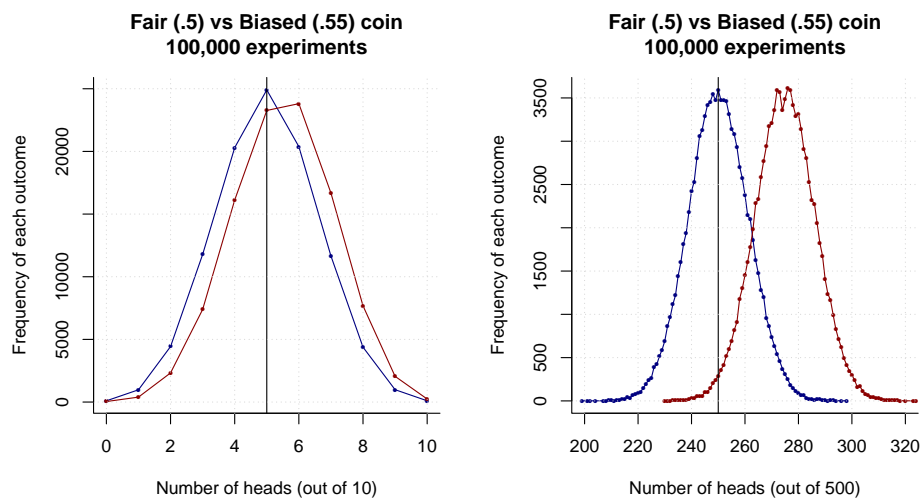 Fair (.5) vs Biased (.55) coin
100,000 experiments
Frequency of each outcome
20000
10000
5000
0
0 2 4 6 8 10
Number of heads (out of 10)
Fair (.5) vs Biased (.55) coin
100,000 experiments
Frequency of each outcome
3500
2500
1500
500
0
200 220 240 260 280 300 320
Number of heads (out of 500)